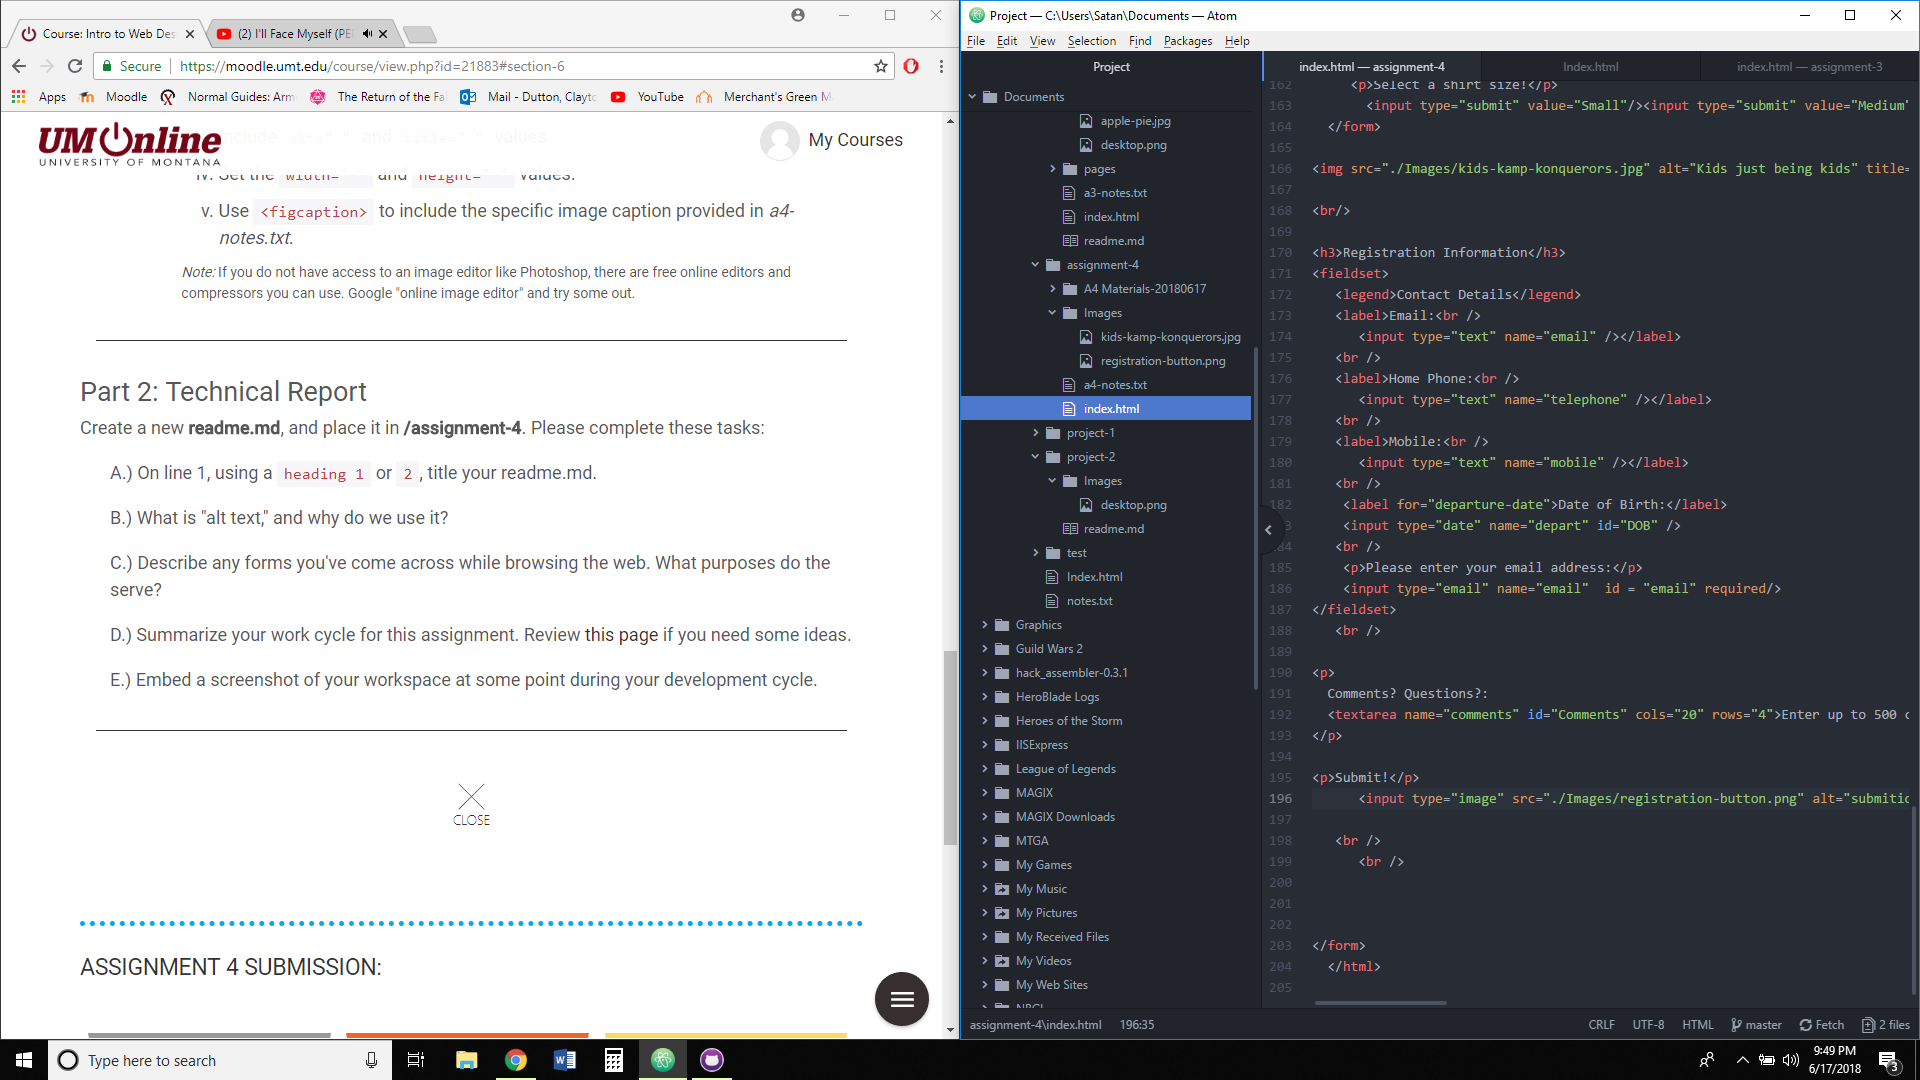 Course: Intro to Web Des
(2) I'll Face Myself (PE
Secure
https://moodle.umt.edu/course/view.php?id=21883#section-6
Apps
Moodle
Normal Guides: Arm
The Return of the Fa
Mail - Dutton, Clayto
YouTube
Merchant's Green M
UM Online
UNIVERSITY OF MONTANA
My Courses
include alt=" " and title=" " values.
iv. Set the width=" " and height=" " values.
v. Use <figcaption> to include the specific image caption provided in a4-
notes.txt.
Note: If you do not have access to an image editor like Photoshop, there are free online editors and
compressors you can use. Google "online image editor" and try some out.
Part 2: Technical Report
Create a new readme.md, and place it in /assignment-4. Please complete these tasks:
A.) On line 1, using a heading 1 or 2 , title your readme.md.
B.) What is "alt text," and why do we use it?
C.) Describe any forms you've come across while browsing the web. What purposes do the
serve?
D.) Summarize your work cycle for this assignment. Review this page if you need some ideas.
E.) Embed a screenshot of your workspace at some point during your development cycle.
CLOSE
ASSIGNMENT 4 SUBMISSION:
Project — C:\Users\Satan\Documents — Atom
File Edit View Selection Find Packages Help
Project
Documents
apple-pie.jpg
desktop.png
pages
a3-notes.txt
index.html
readme.md
assignment-4
A4 Materials-20180617
Images
kids-kamp-konquerors.jpg
registration-button.png
a4-notes.txt
index.html
project-1
project-2
Images
desktop.png
readme.md
test
Index.html
notes.txt
Graphics
Guild Wars 2
hack_assembler-0.3.1
HeroBlade Logs
Heroes of the Storm
IISExpress
League of Legends
MAGIX
MAGIX Downloads
MTGA
My Games
My Music
My Pictures
My Received Files
My Videos
My Web Sites
index.html — assignment-4
Index.html
index.html — assignment-3
162 <p>Select a shirt size!</p>
163 <input type="submit" value="Small"/><input type="submit" value="Medium"
164 </form>
165
166 <img src="./Images/kids-kamp-konquerors.jpg" alt="Kids just being kids" title=
167
168 <br/>
169
170 <h3>Registration Information</h3>
171 <fieldset>
172 <legend>Contact Details</legend>
173 <label>Email:<br />
174 <input type="text" name="email" /></label>
175 <br />
176 <label>Home Phone:<br />
177 <input type="text" name="telephone" /></label>
178 <br />
179 <label>Mobile:<br />
180 <input type="text" name="mobile" /></label>
181 <br />
182 <label for="departure-date">Date of Birth:</label>
3 <input type="date" name="depart" id="DOB" />
84 <br />
185 <p>Please enter your email address:</p>
186 <input type="email" name="email" id = "email" required/>
187 </fieldset>
188 <br />
189
190 <p>
191 Comments? Questions?:
192 <textarea name="comments" id="Comments" cols="20" rows="4">Enter up to 500 c
193 </p>
194
195 <p>Submit!</p>
196 <input type="image" src="./Images/registration-button.png" alt="submitio
197
198 <br />
199 <br />
200
201
202
203 </form>
204 </html>
205
assignment-4\index.html 196:35
CRLF UTF-8 HTML master Fetch 2 files
Type here to search
9:49 PM
6/17/2018
3